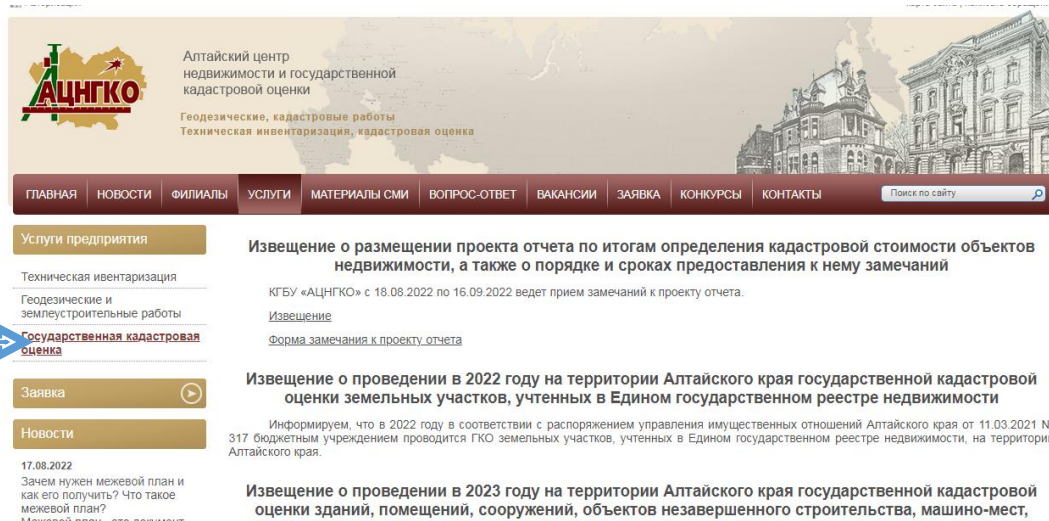 АЦНГКО
Алтайский центр
недвижимости и государственной
кадастровой оценки
Геодезические, кадастровые работы
Техническая инвентаризация, кадастровая оценка
ГЛАВНАЯ НОВОСТИ ФИЛИАЛЫ УСЛУГИ МАТЕРИАЛЫ СМИ ВОПРОС-ОТВЕТ ВАКАНСИИ ЗАЯВКА КОНКУРСЫ КОНТАКТЫ Поиск по сайту
Услуги предприятия
Техническая ивентаризация
Геодезические и
землеустроительные работы
Государственная кадастровая
оценка
Заявка
Новости
17.08.2022
Зачем нужен межевой план и
как его получить? Что такое
межевой план?
Извещение о размещении проекта отчета по итогам определения кадастровой стоимости объектов
недвижимости, а также о порядке и сроках предоставления к нему замечаний
КГБУ «АЦНГКО» с 18.08.2022 по 16.09.2022 ведет прием замечаний к проекту отчета.
Извещение
Форма замечания к проекту отчета
Извещение о проведении в 2022 году на территории Алтайского края государственной кадастровой
оценки земельных участков, учтенных в Едином государственном реестре недвижимости
Информируем, что в 2022 году в соответствии с распоряжением управления имущественных отношений Алтайского края от 11.03.2021 N
317 бюджетным учреждением проводится ГКО земельных участков, учтенных в Едином государственном реестре недвижимости, на территории
Алтайского края.
Извещение о проведении в 2023 году на территории Алтайского края государственной кадастровой
оценки зданий, помещений, сооружений, объектов незавершенного строительства, машино-мест,